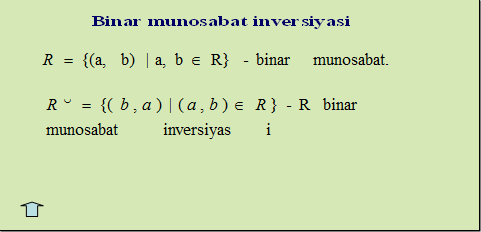 Binar munosabat inversiyasi
R = {(a, b) | a, b ∈ R} - binar munosabat.
R ˘ = {( b , a ) | ( a , b ) ∈ R } - R binar
munosabat inversiyas i